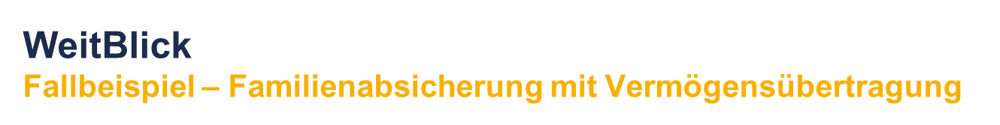 WeitBlick
Fallbeispiel – Familienabsicherung mit Vermögensübertragung